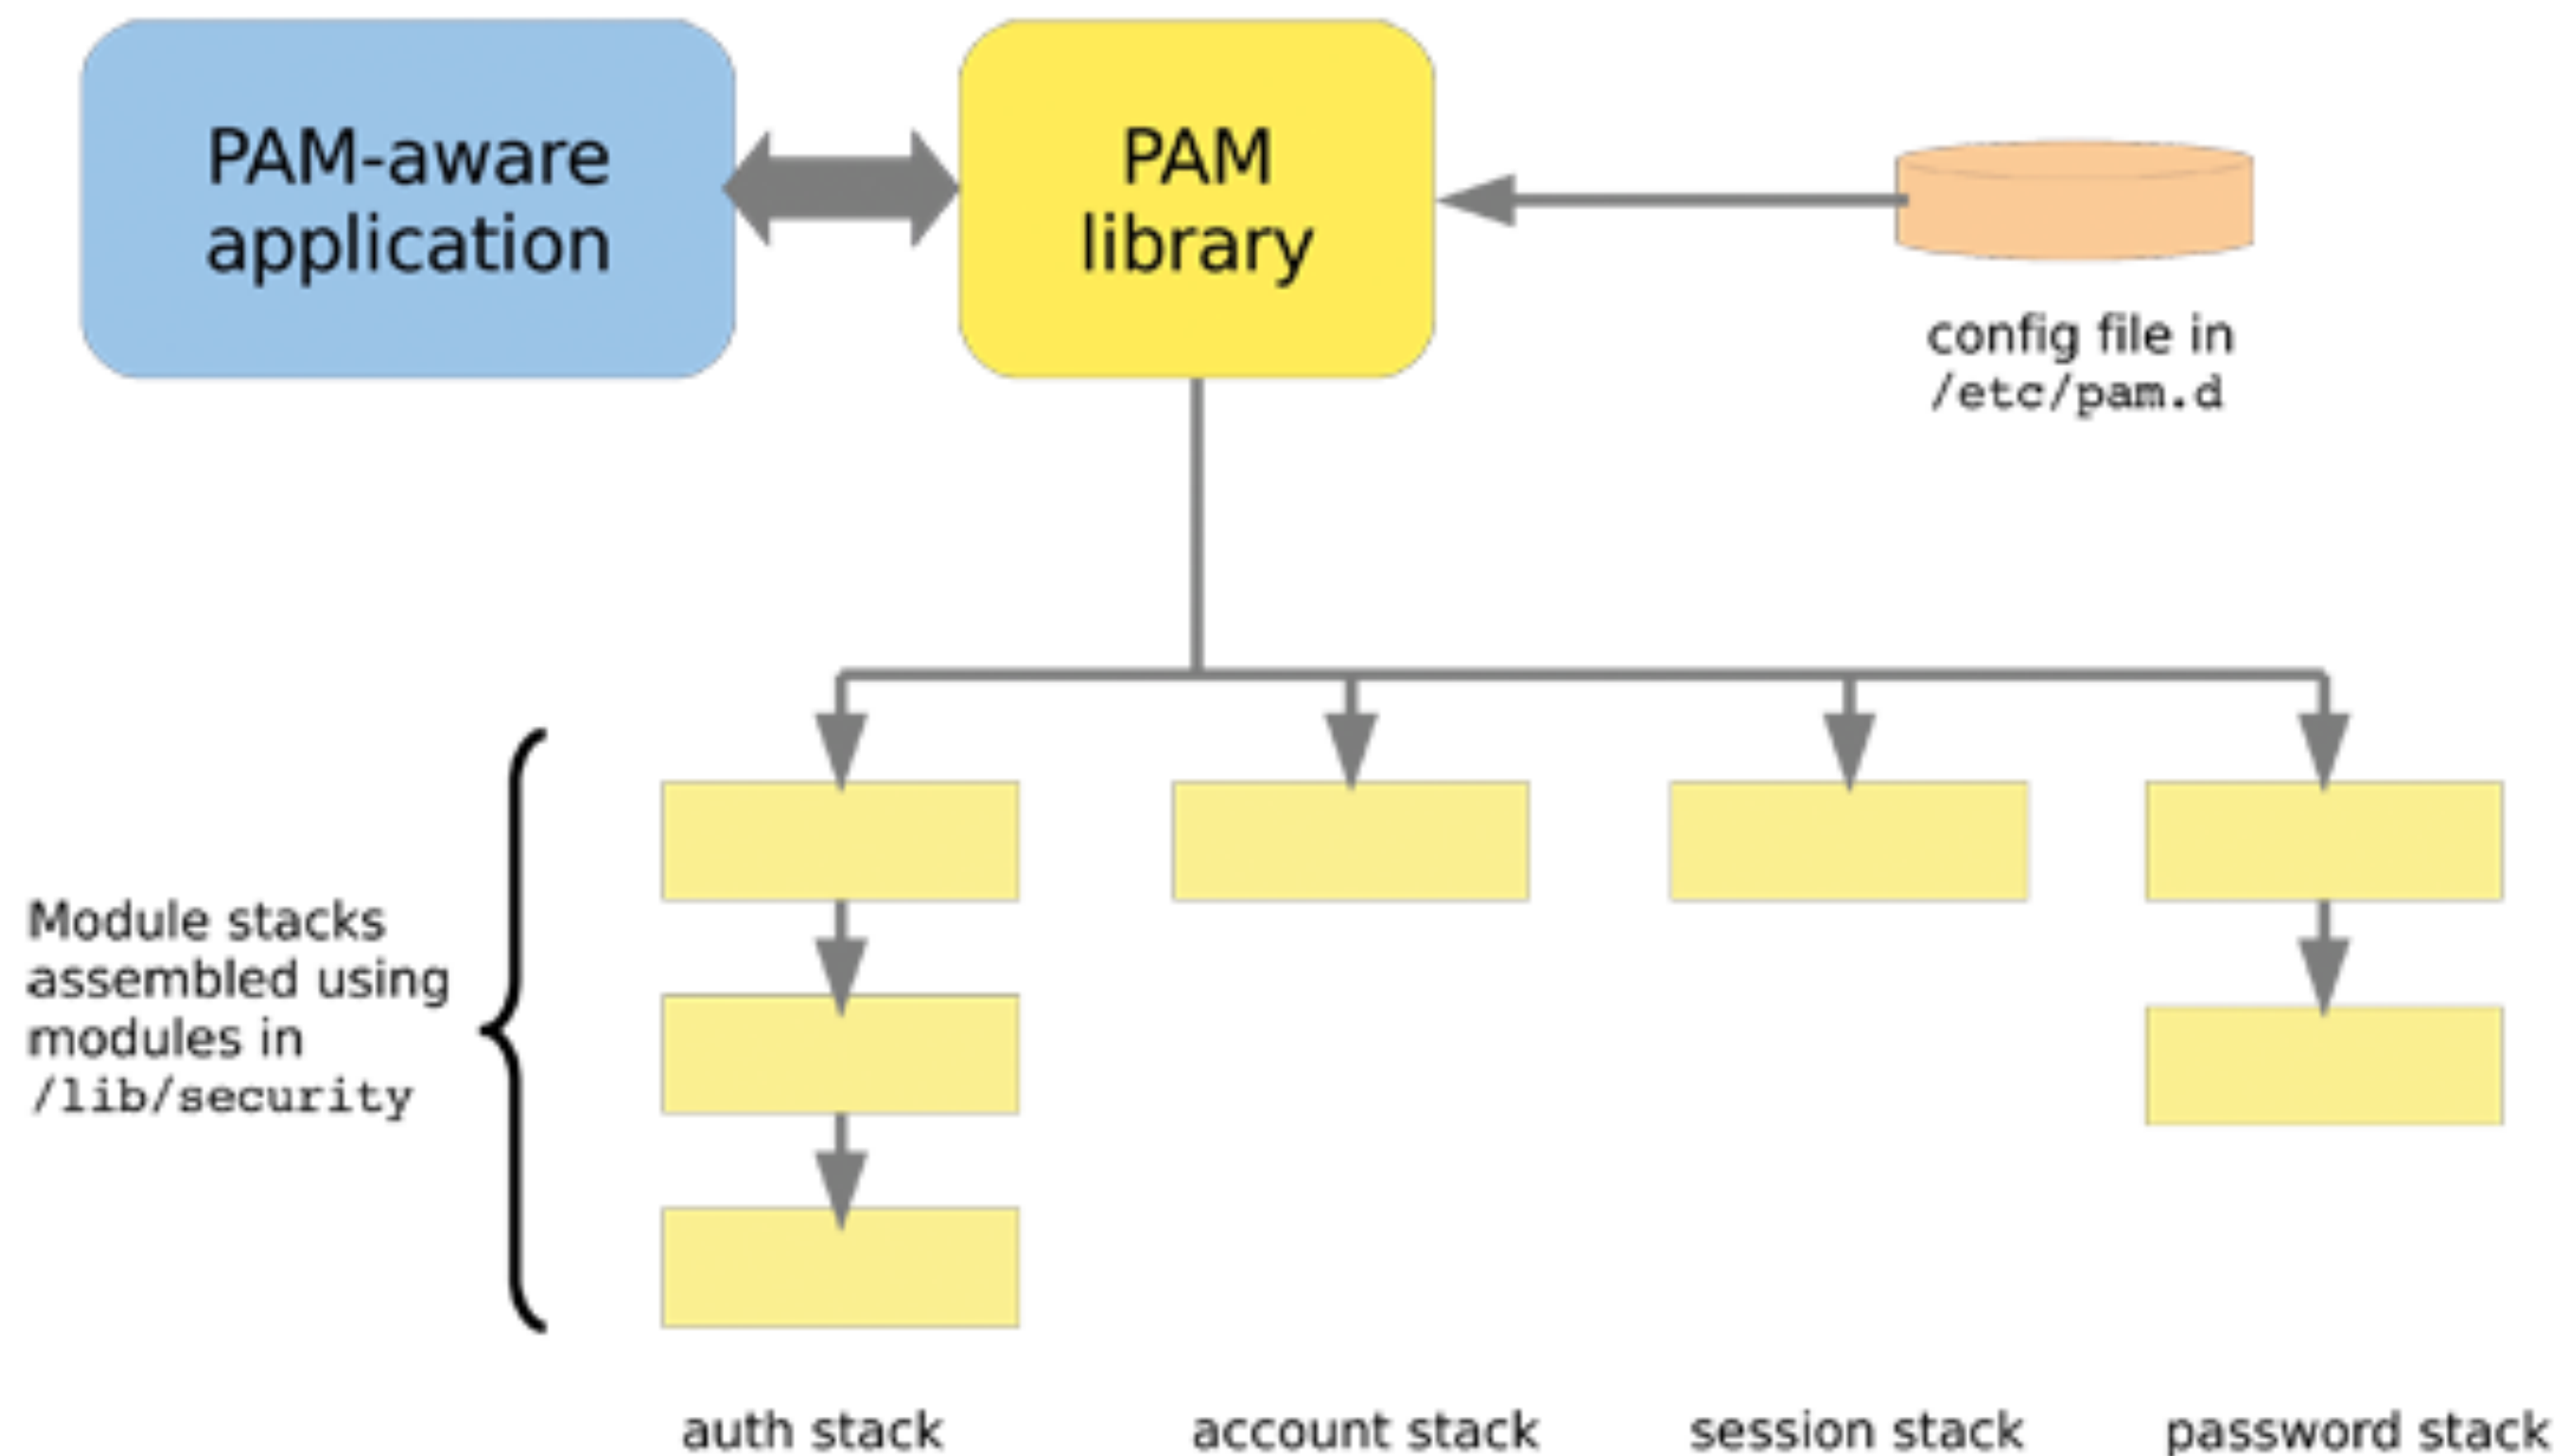 PAM-aware
application
PAM
library
config file in
/etc/pam.d
Module stacks
assembled using
modules in
/lib/security
auth stack
account stack
session stack
password stack